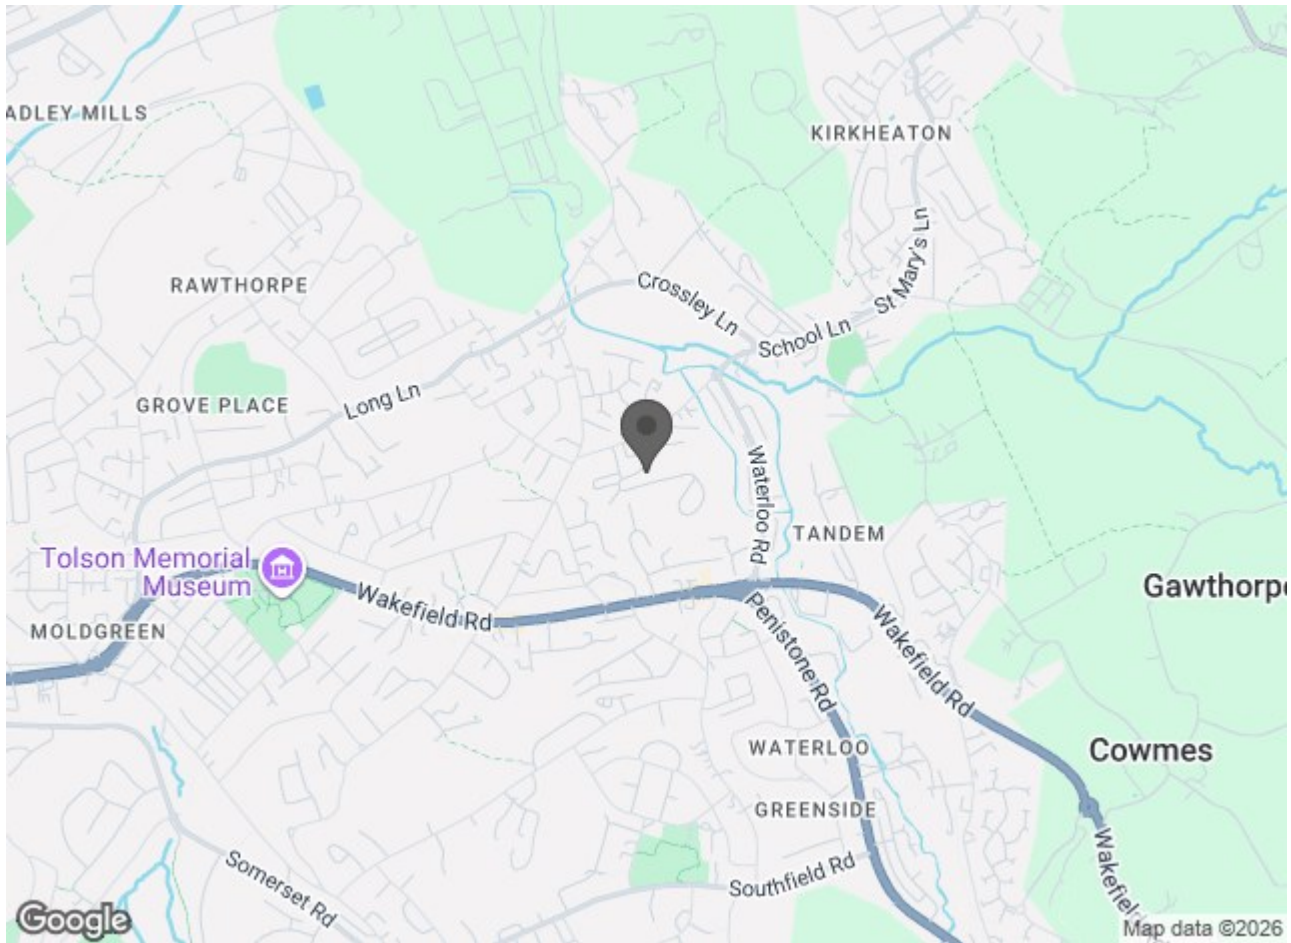 ADLEY MILLS
KIRKHEATON
St Mary's Ln
RAWTHORPE
Crossley Ln
School Ln
GROVE PLACE
Long Ln
Waterloo Rd
TANDEM
Tolson Memorial
Museum
Wakefield Rd
Gawthorpe
MOLDGREEN
Penistone Rd
Wakefield Rd
WATERLOO
Cowmes
GREENSIDE
Somerset Rd
Southfield Rd
Wakefield
Google
Map data ©2026